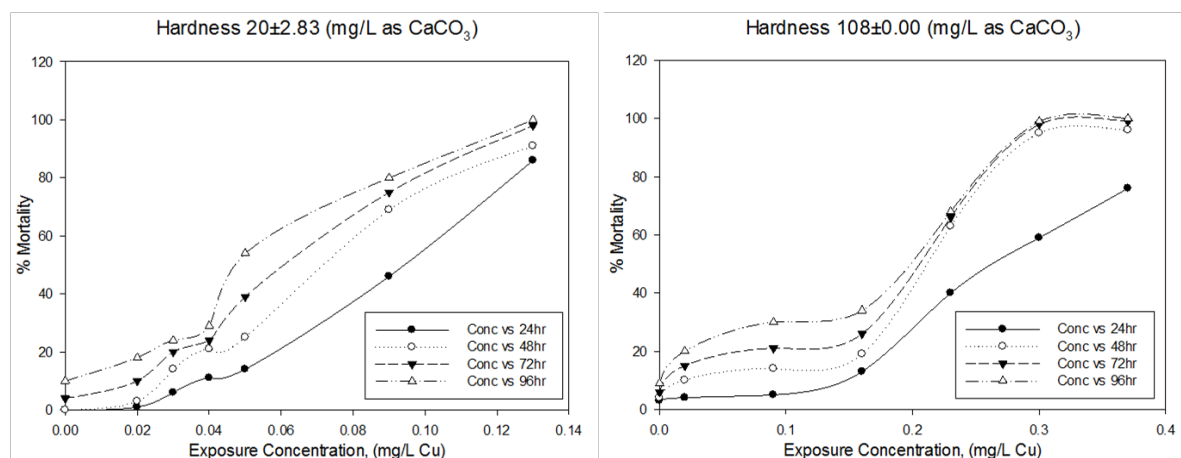 Hardness 20±2.83 (mg/L as CaCO₃)
120
100
80
60
40
20
0
% Mortality
Conc vs 24hr
Conc vs 48hr
Conc vs 72hr
Conc vs 96hr
0.00 0.02 0.04 0.06 0.08 0.10 0.12 0.14
Exposure Concentration, (mg/L Cu)
Hardness 108±0.00 (mg/L as CaCO₃)
120
100
80
60
40
20
0
% Mortality
Conc vs 24hr
Conc vs 48hr
Conc vs 72hr
Conc vs 96hr
0.0 0.1 0.2 0.3 0.4
Exposure Concentration, (mg/L Cu)